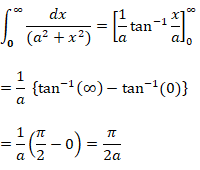 ∫₀^∞ dx/(a² + x²) = [1/a tan⁻¹ x/a]₀^∞
= 1/a {tan⁻¹(∞) − tan⁻¹(0)}
= 1/a (π/2 − 0) = π/2a